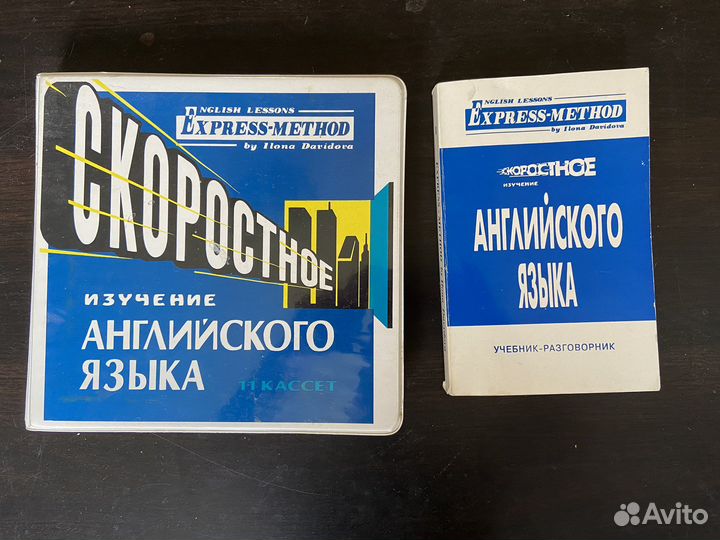 ENGLISH LESSONS
EXPRESS-METHOD
by Ilona Davidova
СКОРОСТНОЕ
ИЗУЧЕНИЕ
АНГЛИЙСКОГО
ЯЗЫКА
11 КАССЕТ
ENGLISH LESSONS
EXPRESS-METHOD
by Ilona Davidova
СКОРОСТНОЕ
ИЗУЧЕНИЕ
АНГЛИЙСКОГО
ЯЗЫКА
УЧЕБНИК-РАЗГОВОРНИК
Avito